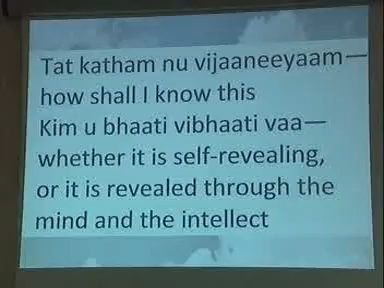 Tat katham nu vijaaneeyaam—
how shall I know this
Kim u bhaati vibhaati vaa—
whether it is self-revealing,
or it is revealed through the
mind and the intellect